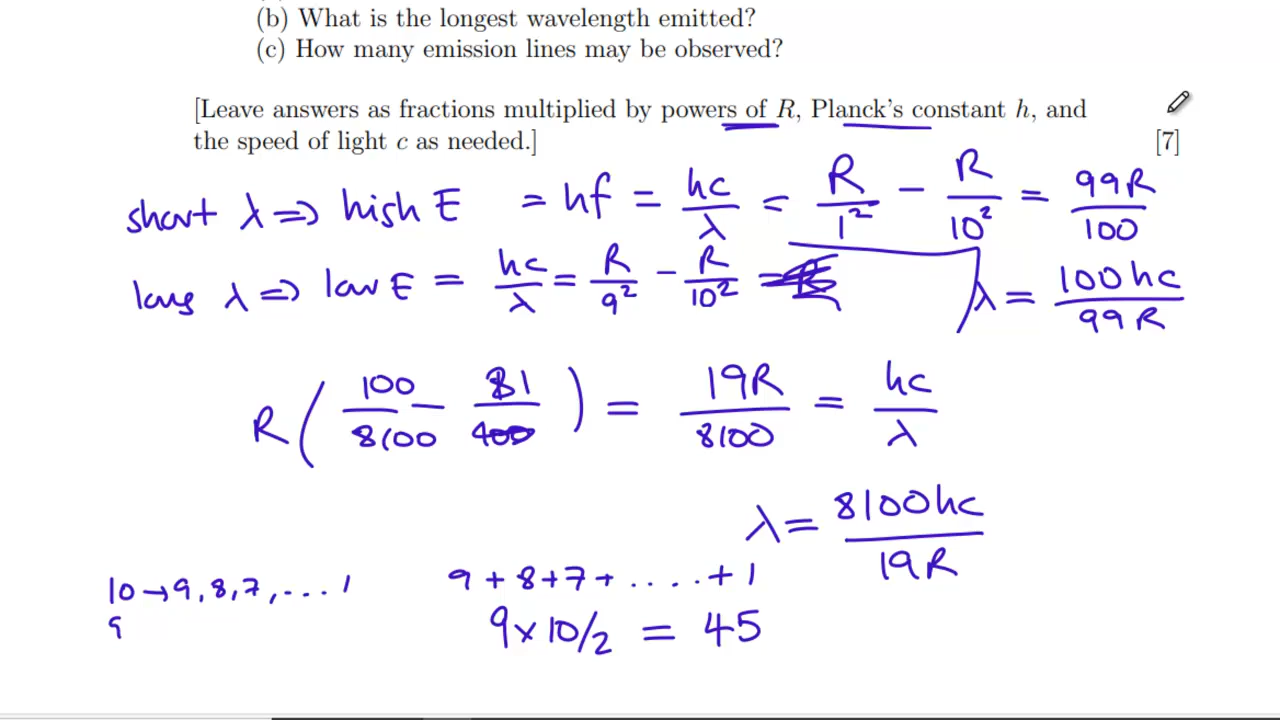 (b) What is the longest wavelength emitted?
(c) How many emission lines may be observed?
[Leave answers as fractions multiplied by powers of R, Planck's constant h, and
the speed of light c as needed.]
[7]
short λ => high E = hf = hc/λ = R/1² - R/10² = 99R/100
long λ => low E = hc/λ = R/9² - R/10² =
λ = 100hc/99R
R( 100/8100 - 81/ ) = 19R/8100 = hc/λ
λ = 8100hc/19R
10 → 9, 8, 7, ... 1
9 + 8 + 7 + ..... + 1
9
9 x 10/2 = 45